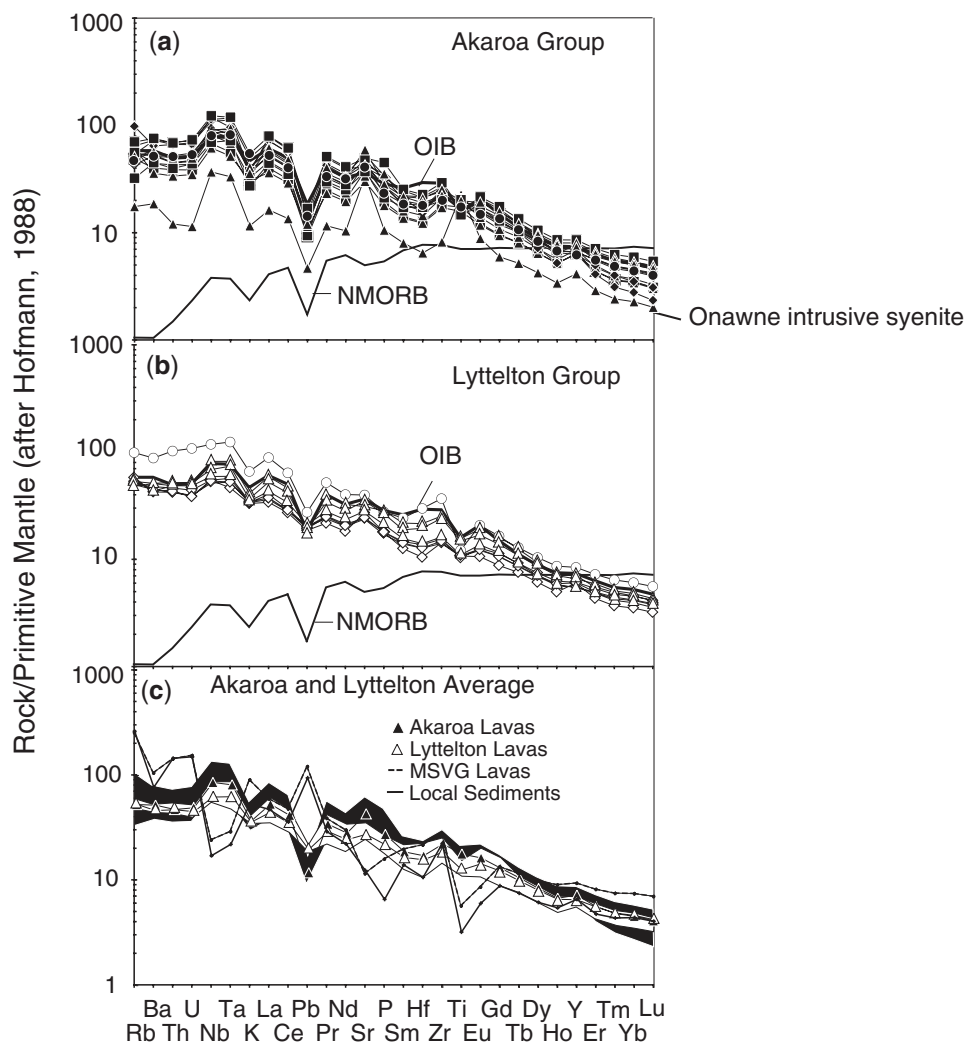 Rock/Primitive Mantle (after Hofmann, 1988)
1000
(a)
Akaroa Group
100
OIB
10
NMORB
Onawne intrusive syenite
1000
(b)
Lyttelton Group
100
OIB
10
NMORB
1000
(c) Akaroa and Lyttelton Average
Akaroa Lavas
Lyttelton Lavas
MSVG Lavas
Local Sediments
100
10
1
Ba U Ta La Pb Nd P Hf Ti Gd Dy Y Tm Lu
Rb Th Nb K Ce Pr Sr Sm Zr Eu Tb Ho Er Yb